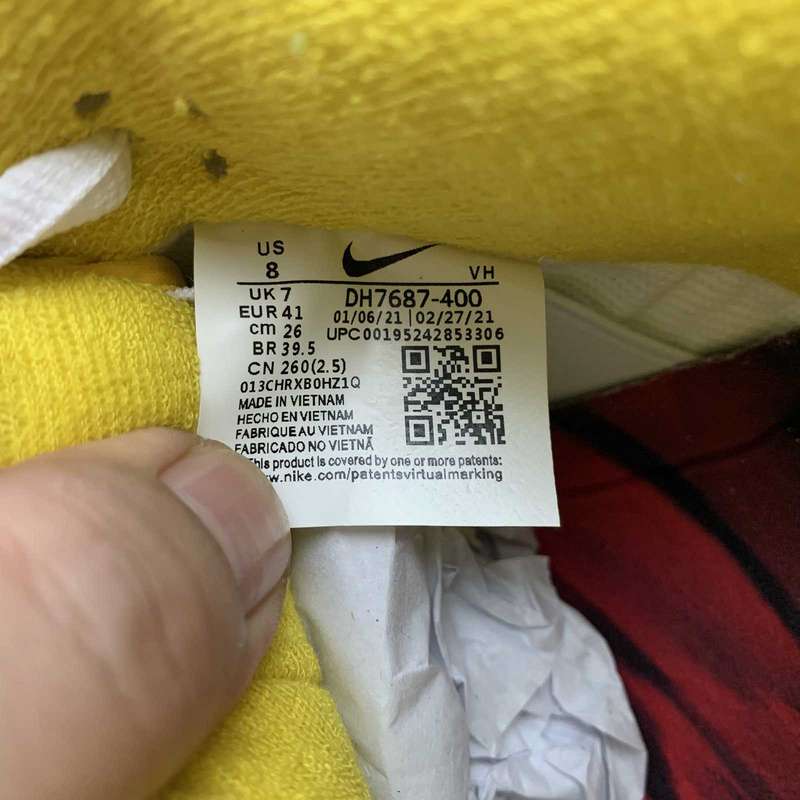 US
8
VH
UK 7
DH7687-400
EUR 41
01/06/21 | 02/27/21
cm 26
UPC00195242853306
BR 39.5
CN 260(2.5)
013CHRXB0HZ1Q
MADE IN VIETNAM
HECHO EN VIETNAM
FABRIQUE AU VIETNAM
FABRICADO NO VIETNÃ
This product is covered by one or more patents:
w.nike.com/patentsvirtualmarking